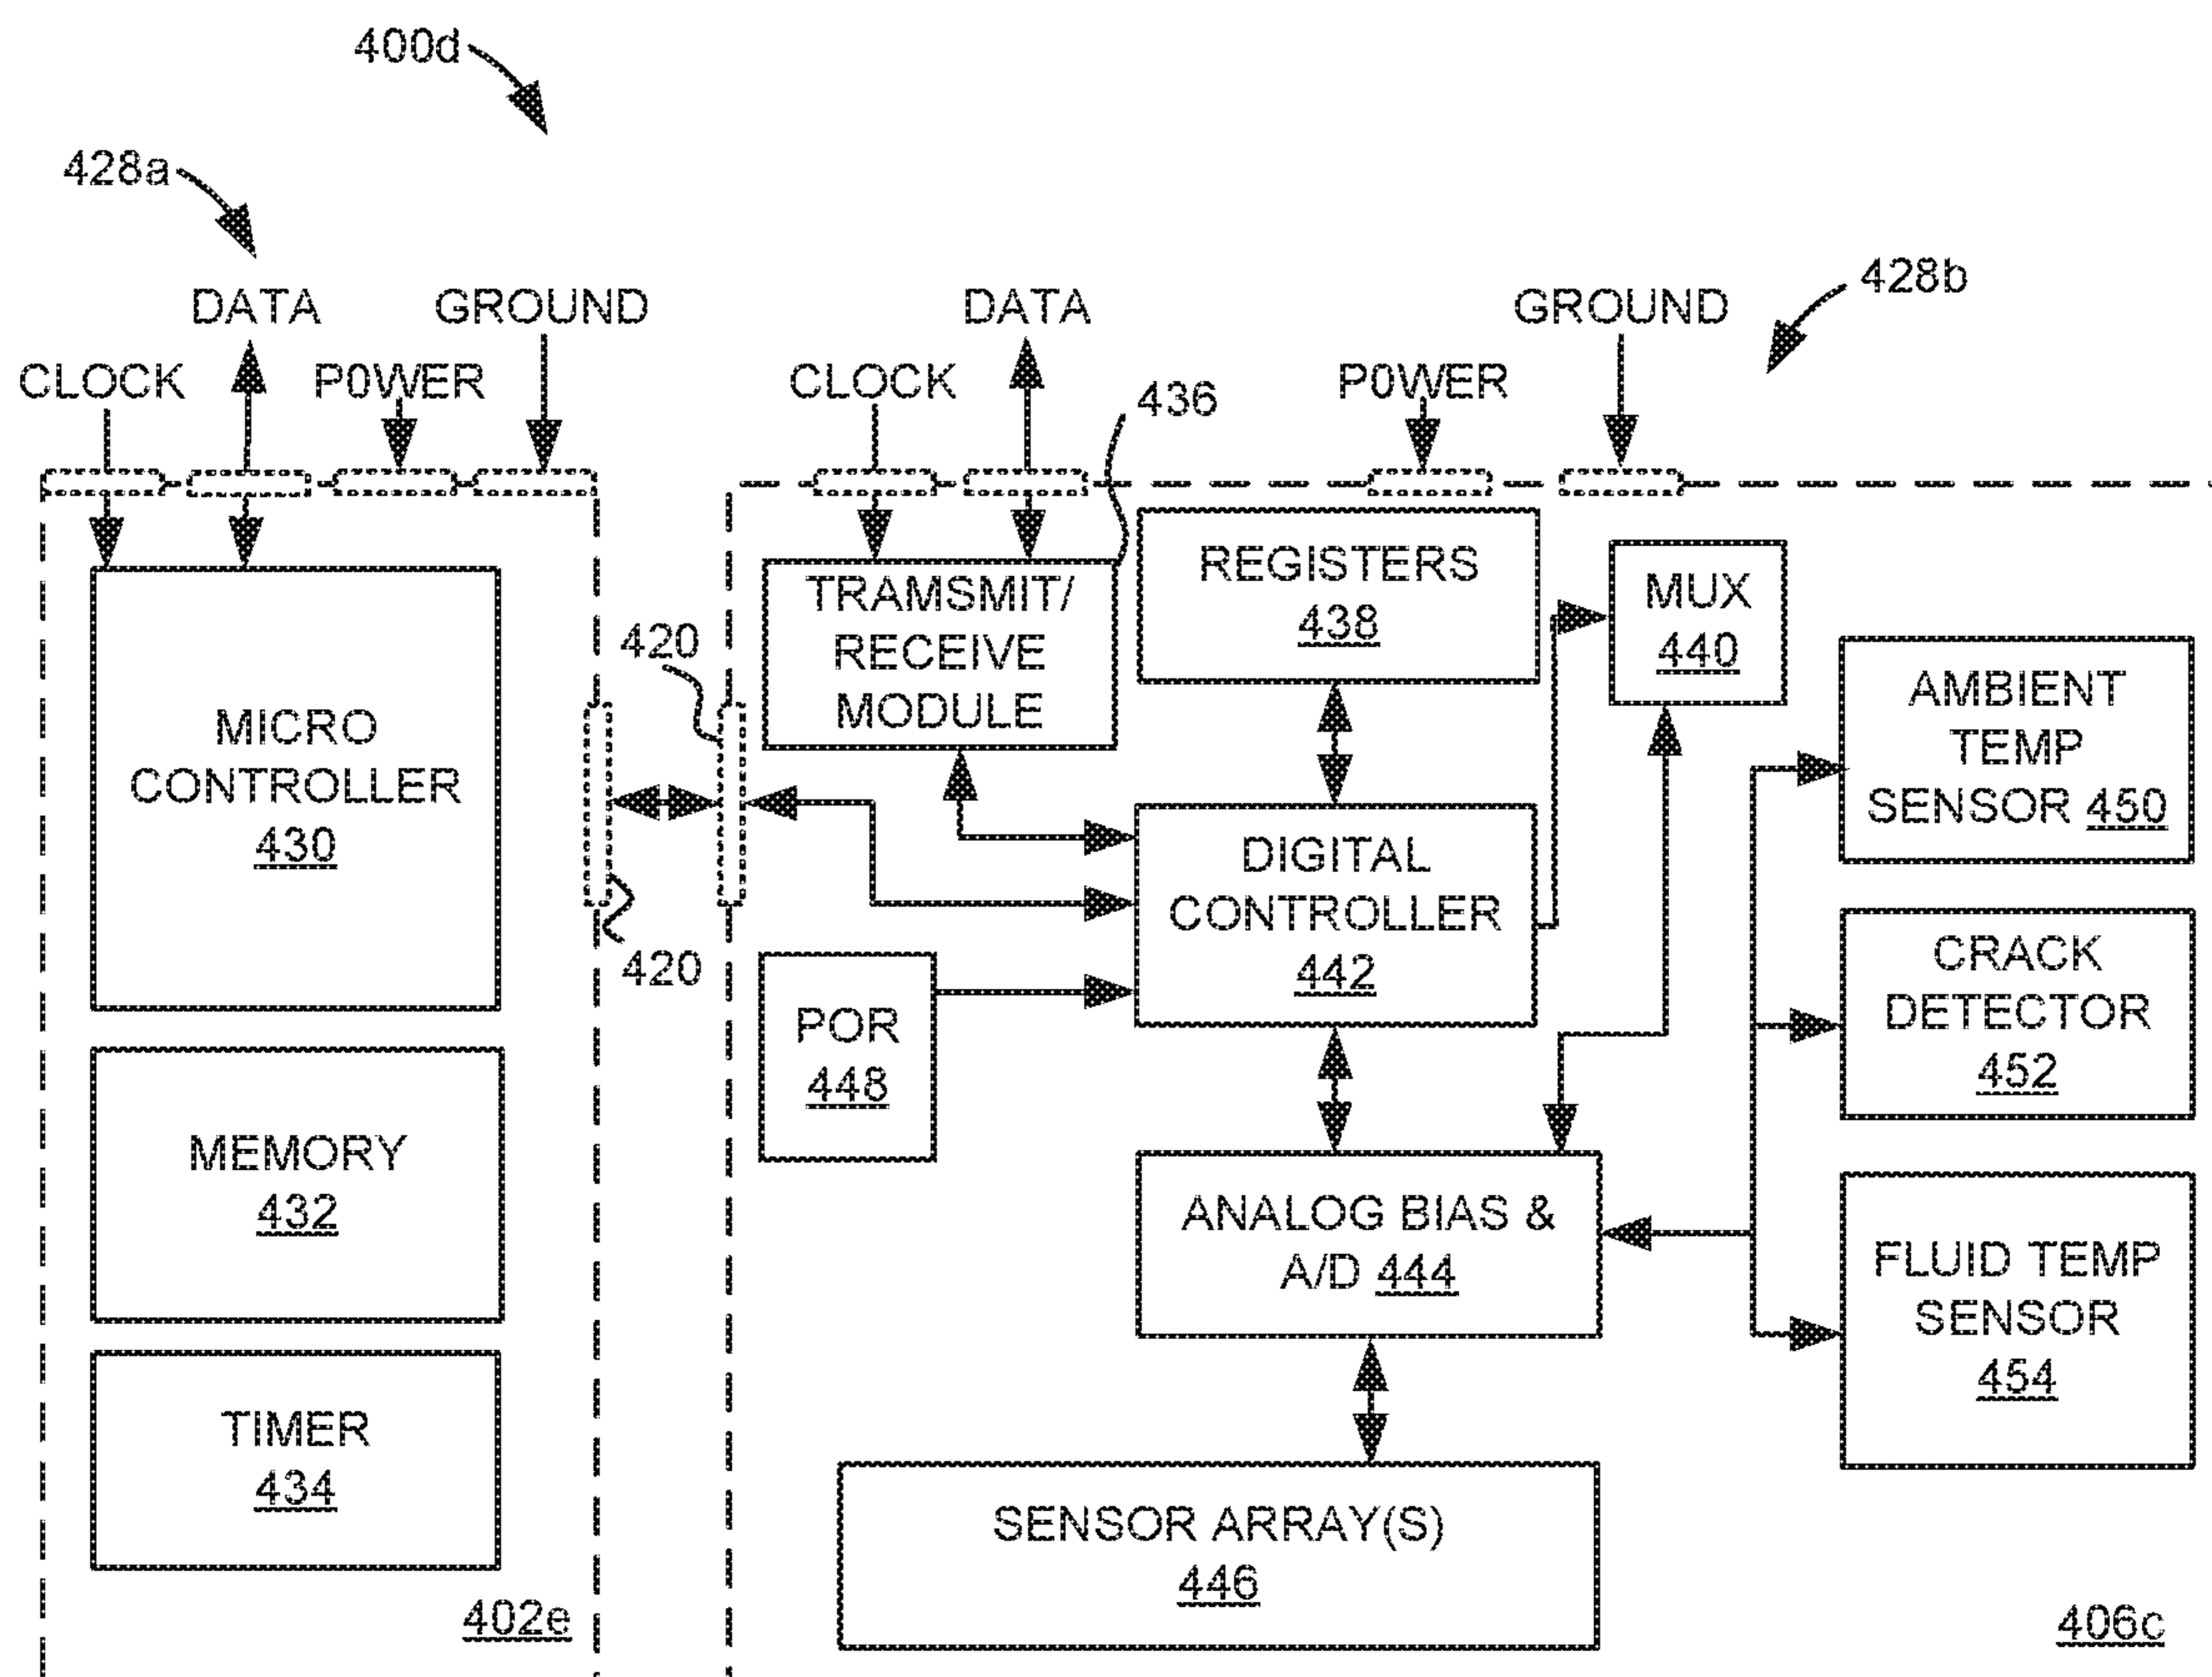 400d
428a
428b
DATA
GROUND
CLOCK
P0WER
DATA
GROUND
CLOCK
P0WER
436
MICRO
CONTROLLER
430
MEMORY
432
TIMER
434
402e
420
420
TRAMSMIT/
RECEIVE
MODULE
REGISTERS
438
MUX
440
DIGITAL
CONTROLLER
442
POR
448
ANALOG BIAS &
A/D 444
SENSOR ARRAY(S)
446
AMBIENT
TEMP
SENSOR 450
CRACK
DETECTOR
452
FLUID TEMP
SENSOR
454
406c